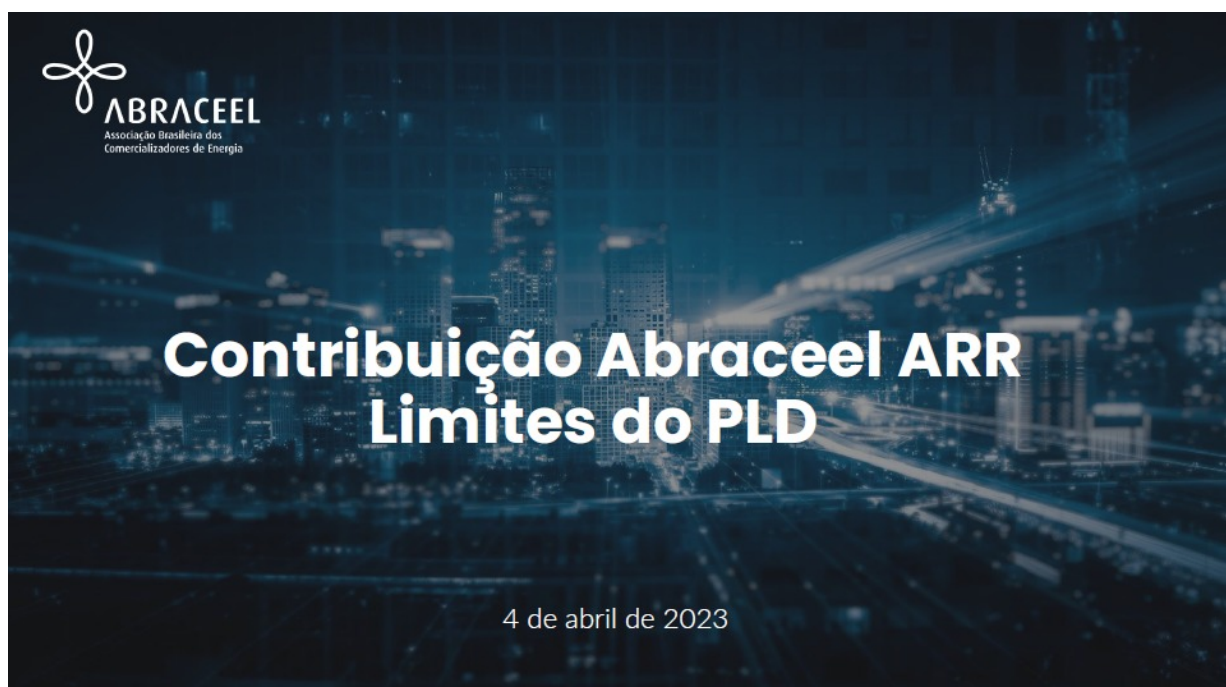 ABRACEEL
Associação Brasileira dos
Comercializadores de Energia
Contribuição Abraceel ARR
Limites do PLD
4 de abril de 2023